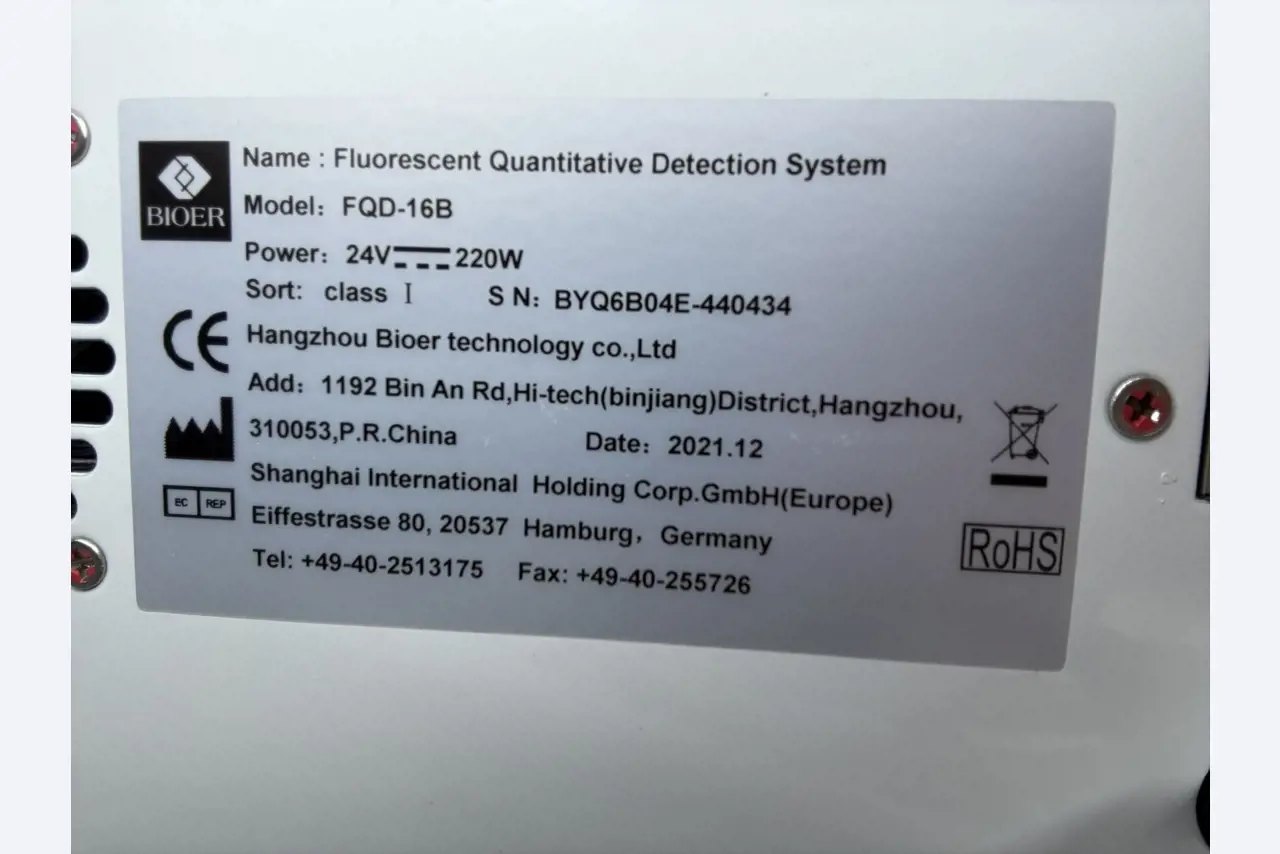 BIOER
Name : Fluorescent Quantitative Detection System
Model: FQD-16B
Power: 24V 220W
Sort: class I S N: BYQ6B04E-440434
CE
Hangzhou Bioer technology co.,Ltd
Add: 1192 Bin An Rd,Hi-tech(binjiang)District,Hangzhou,
310053,P.R.China Date: 2021.12
EC REP
Shanghai International Holding Corp.GmbH(Europe)
Eiffestrasse 80, 20537 Hamburg, Germany
Tel: +49-40-2513175 Fax: +49-40-255726
RoHS